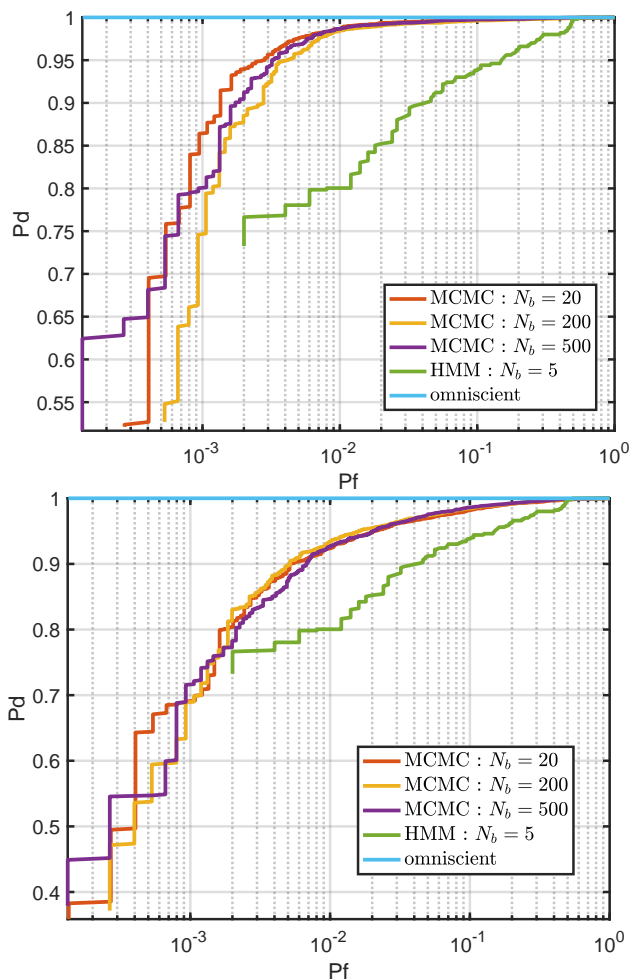 1
0.95
0.9
0.85
0.8
0.75
0.7
0.65
0.6
0.55
Pd
MCMC : N_b = 20
MCMC : N_b = 200
MCMC : N_b = 500
HMM : N_b = 5
omniscient
10^-3
10^-2
10^-1
10^0
Pf
1
0.9
0.8
0.7
0.6
0.5
0.4
Pd
MCMC : N_b = 20
MCMC : N_b = 200
MCMC : N_b = 500
HMM : N_b = 5
omniscient
10^-3
10^-2
10^-1
10^0
Pf